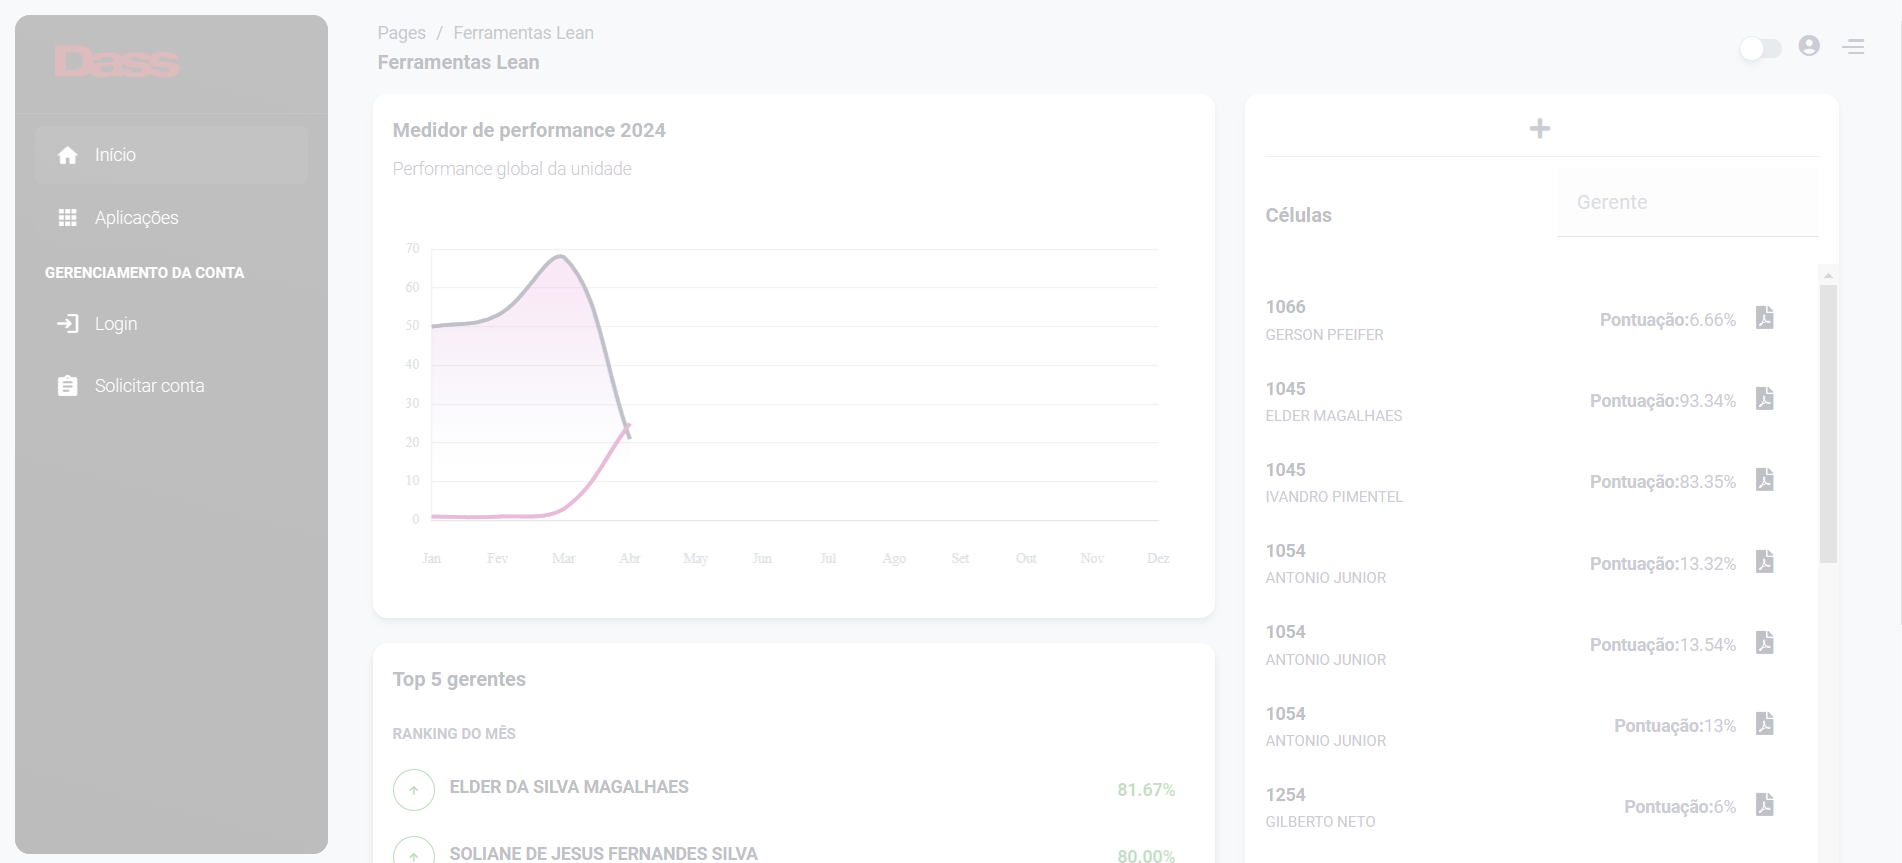 Dass
Início
Aplicações
GERENCIAMENTO DA CONTA
Login
Solicitar conta
Pages / Ferramentas Lean
Ferramentas Lean
Medidor de performance 2024
Performance global da unidade
70
60
50
40
30
20
10
0
Jan Fev Mar Abr May Jun Jul Ago Set Out Nov Dez
Top 5 gerentes
RANKING DO MÊS
ELDER DA SILVA MAGALHAES 81.67%
SOLIANE DE JESUS FERNANDES SILVA 80.00%
Células Gerente
1066
GERSON PFEIFER Pontuação:6.66%
1045
ELDER MAGALHAES Pontuação:93.34%
1045
IVANDRO PIMENTEL Pontuação:83.35%
1054
ANTONIO JUNIOR Pontuação:13.32%
1054
ANTONIO JUNIOR Pontuação:13.54%
1054
ANTONIO JUNIOR Pontuação:13%
1254
GILBERTO NETO Pontuação:6%